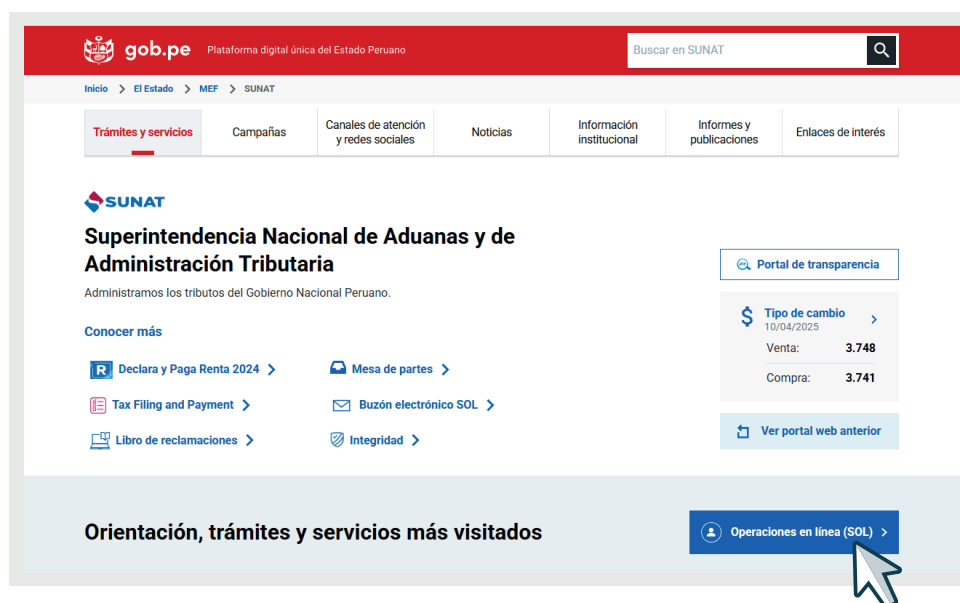 gob.pe Plataforma digital única del Estado Peruano Buscar en SUNAT
Inicio > El Estado > MEF > SUNAT
Trámites y servicios
Campañas
Canales de atención
y redes sociales
Noticias
Información
institucional
Informes y
publicaciones
Enlaces de interés
SUNAT
Superintendencia Nacional de Aduanas y de
Administración Tributaria
Administramos los tributos del Gobierno Nacional Peruano.
Conocer más
Declara y Paga Renta 2024 >
Mesa de partes >
Tax Filing and Payment >
Buzón electrónico SOL >
Libro de reclamaciones >
Integridad >
Portal de transparencia
$ Tipo de cambio >
10/04/2025
Venta: 3.748
Compra: 3.741
Ver portal web anterior
Orientación, trámites y servicios más visitados
Operaciones en línea (SOL) >